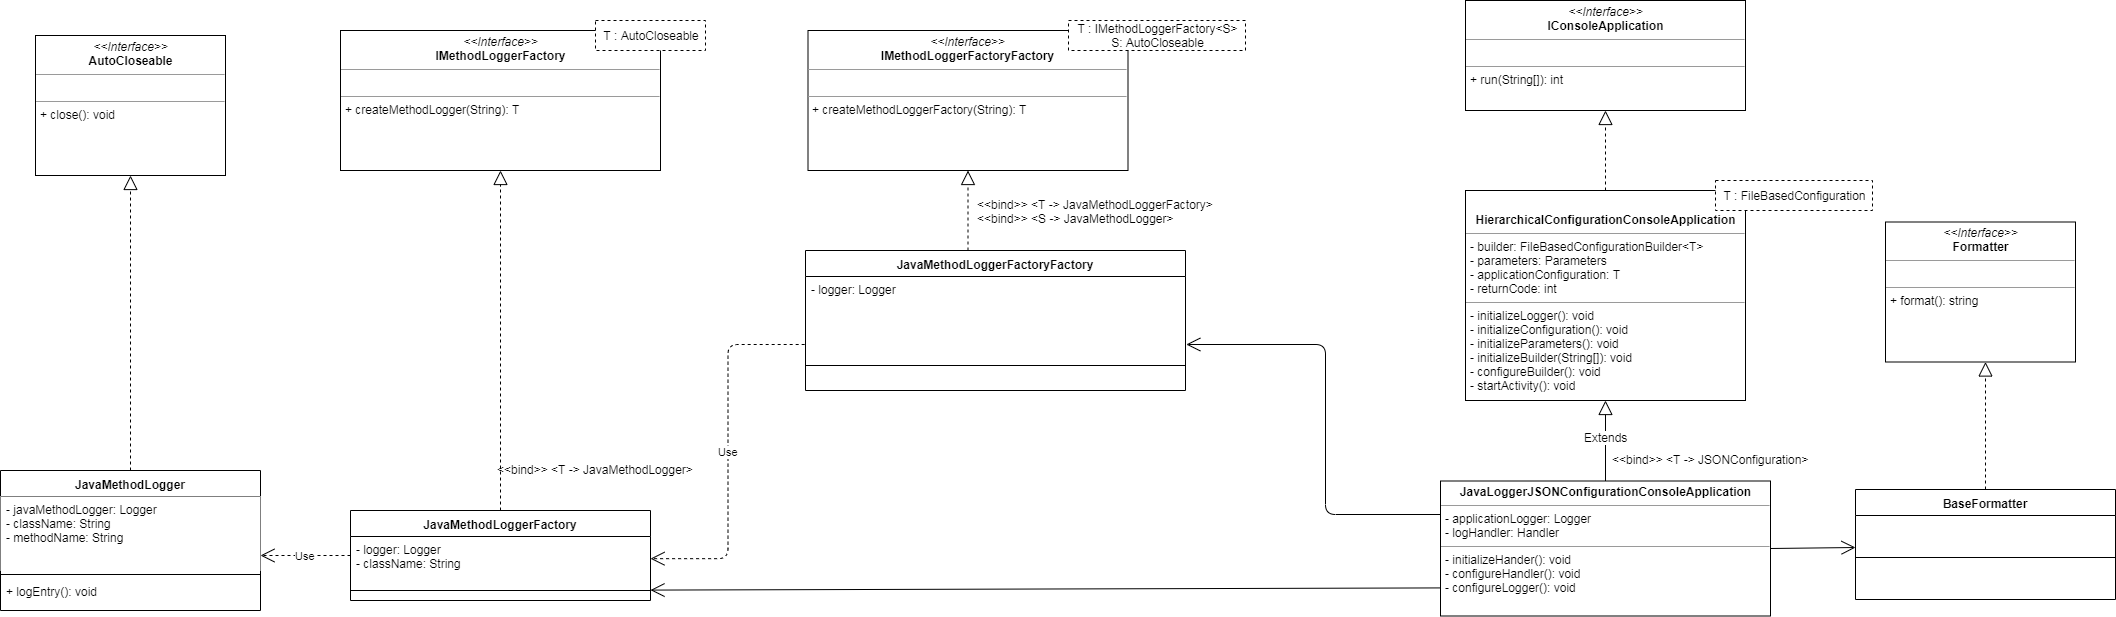 <<Interface>>
AutoCloseable
+ close(): void
<<Interface>>
IMethodLoggerFactory
T : AutoCloseable
+ createMethodLogger(String): T
<<Interface>>
IMethodLoggerFactoryFactory
T : IMethodLoggerFactory<S>
S: AutoCloseable
+ createMethodLoggerFactory(String): T
<<Interface>>
IConsoleApplication
+ run(String[]): int
<<bind>> <T -> JavaMethodLoggerFactory>
<<bind>> <S -> JavaMethodLogger>
T : FileBasedConfiguration
HierarchicalConfigurationConsoleApplication
- builder: FileBasedConfigurationBuilder<T>
- parameters: Parameters
- applicationConfiguration: T
- returnCode: int
- initializeLogger(): void
- initializeConfiguration(): void
- initializeParameters(): void
- initializeBuilder(String[]): void
- configureBuilder(): void
- startActivity(): void
<<Interface>>
Formatter
+ format(): string
JavaMethodLoggerFactoryFactory
- logger: Logger
Use
Extends
<<bind>> <T -> JSONConfiguration>
<<bind>> <T -> JavaMethodLogger>
JavaMethodLogger
- javaMethodLogger: Logger
- className: String
- methodName: String
+ logEntry(): void
Use
JavaMethodLoggerFactory
- logger: Logger
- className: String
JavaLoggerJSONConfigurationConsoleApplication
- applicationLogger: Logger
- logHandler: Handler
- initializeHander(): void
- configureHandler(): void
- configureLogger(): void
BaseFormatter